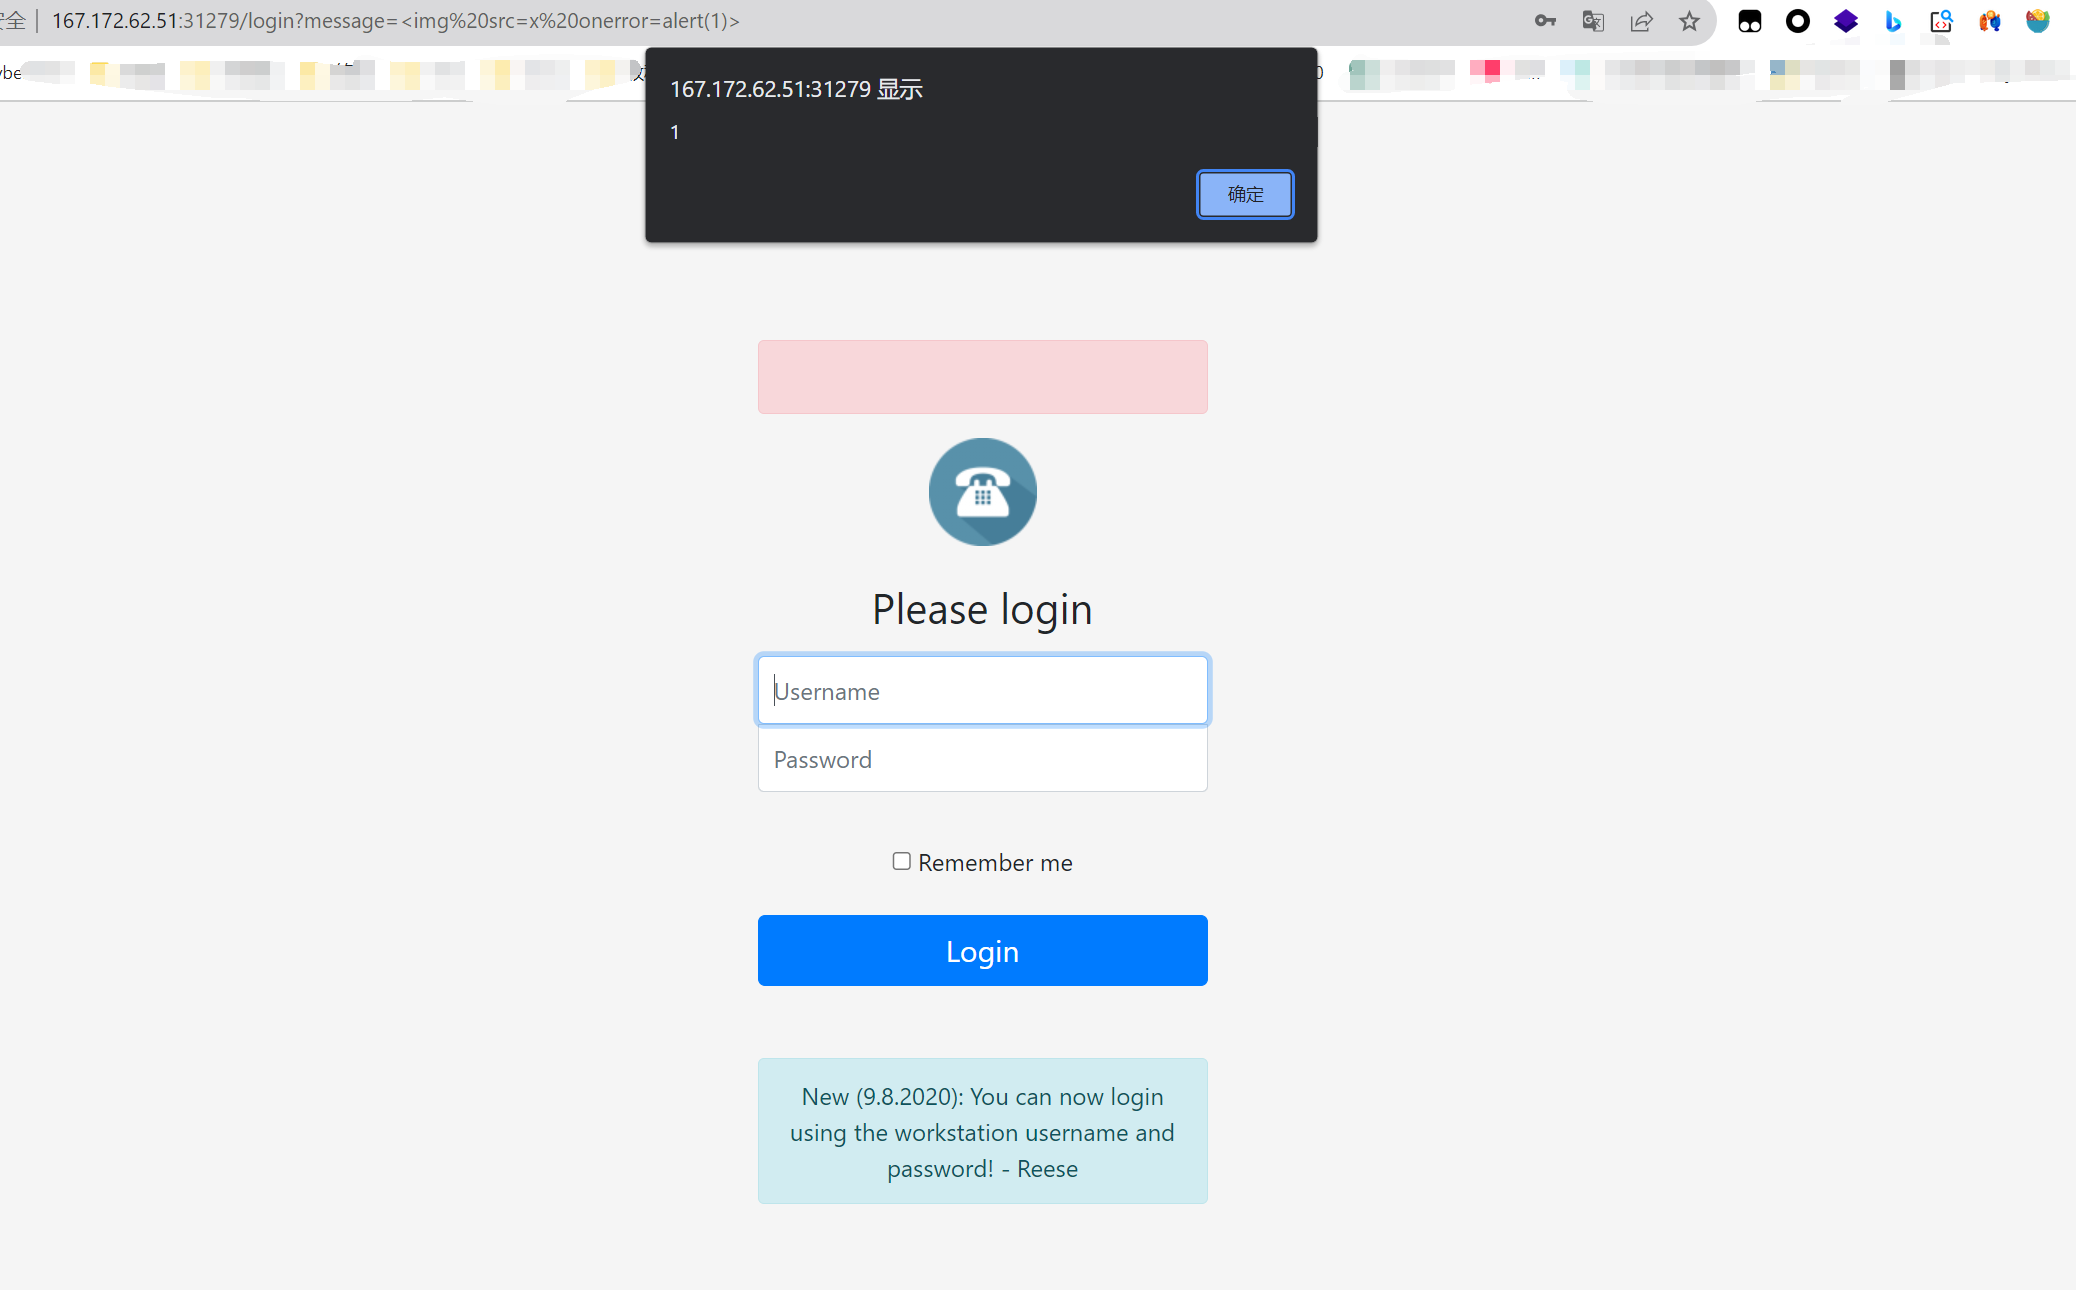 167.172.62.51:31279/login?message=<img%20src=x%20onerror=alert(1)>
167.172.62.51:31279 显示
1
确定
Please login
Username
Password
Remember me
Login
New (9.8.2020): You can now login
using the workstation username and
password! - Reese